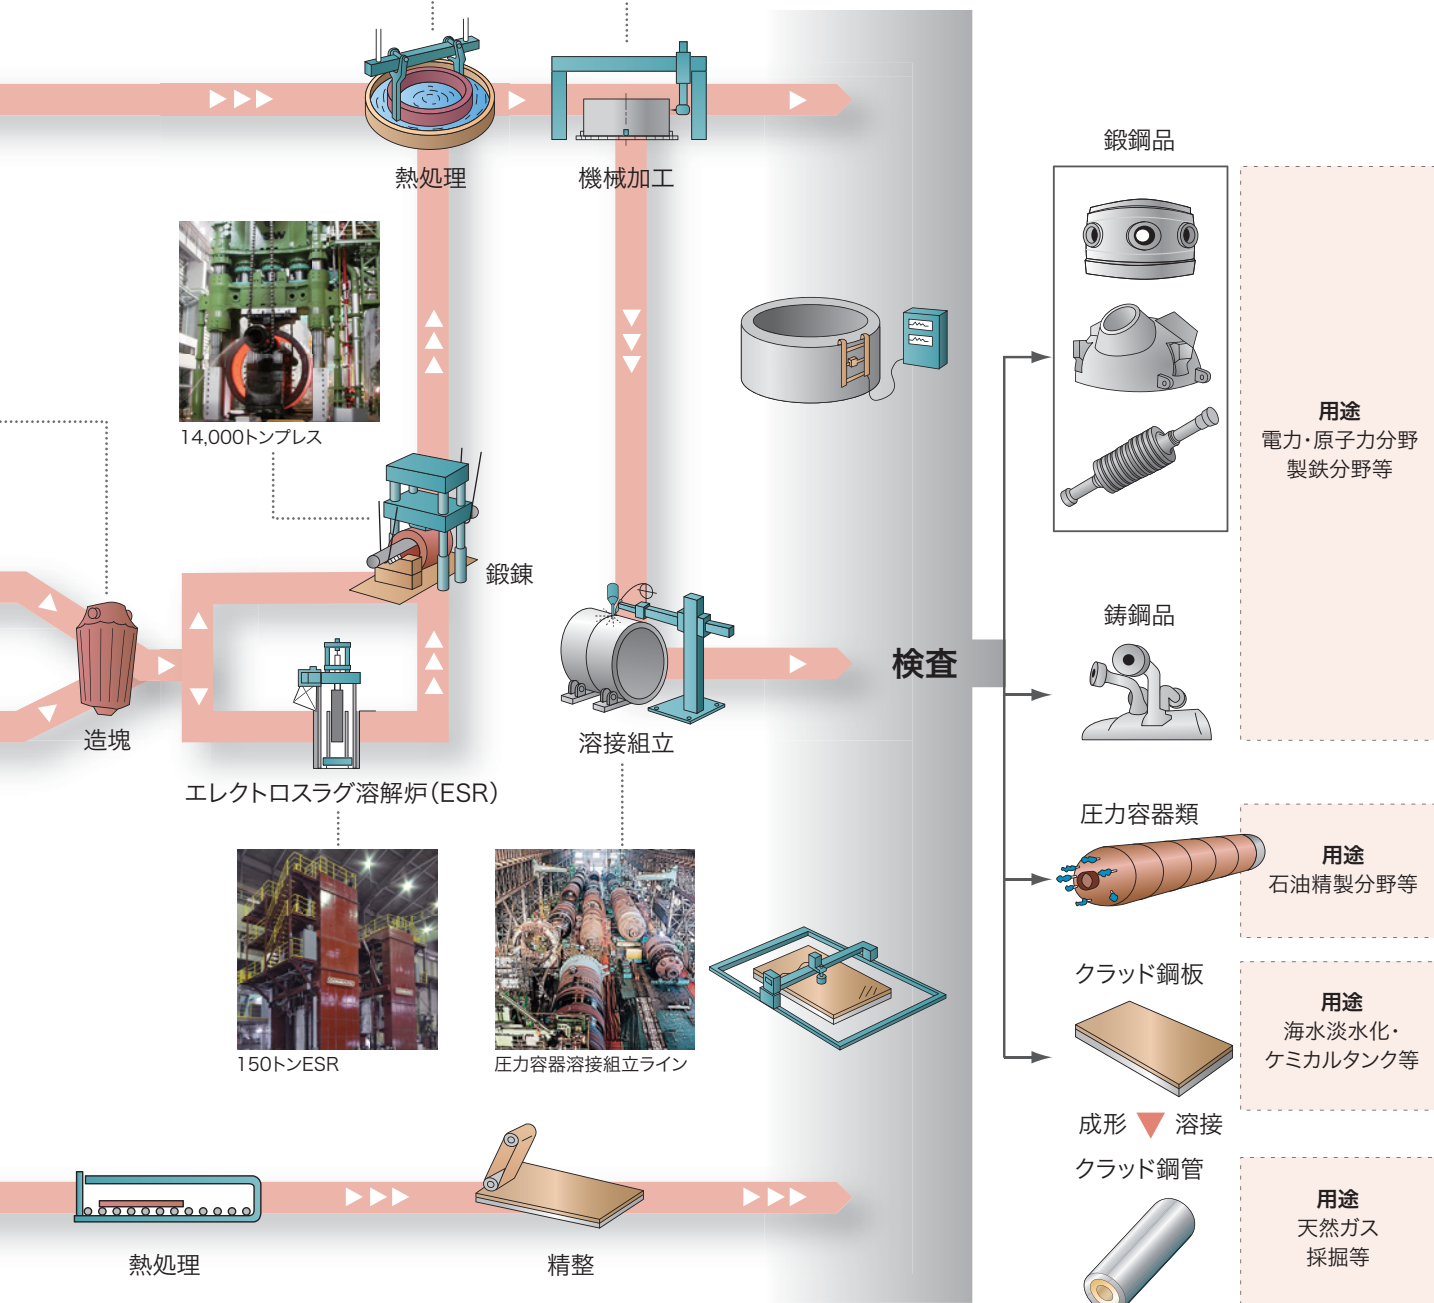 熱処理
機械加工
14,000トンプレス
鍛錬
造塊
エレクトロスラグ溶解炉（ESR）
溶接組立
150トンESR
圧力容器溶接組立ライン
熱処理
精整
検査
鍛鋼品
用途
電力・原子力分野
製鉄分野等
鋳鋼品
圧力容器類
用途
石油精製分野等
クラッド鋼板
用途
海水淡水化・
ケミカルタンク等
成形 ▼ 溶接
クラッド鋼管
用途
天然ガス
採掘等